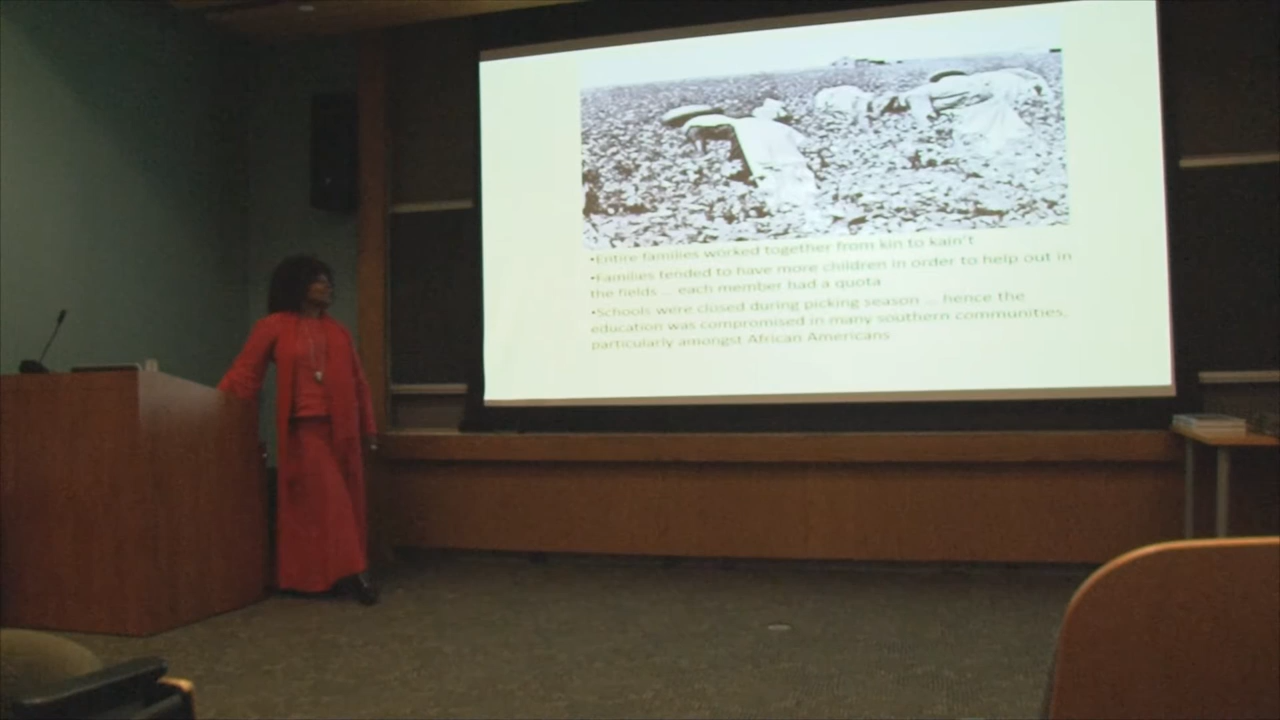 •Entire families worked together from kin to kain't
•Families tended to have more children in order to help out in
the fields ... each member had a quota
•Schools were closed during picking season ... hence the
education was compromised in many southern communities,
particularly amongst African Americans